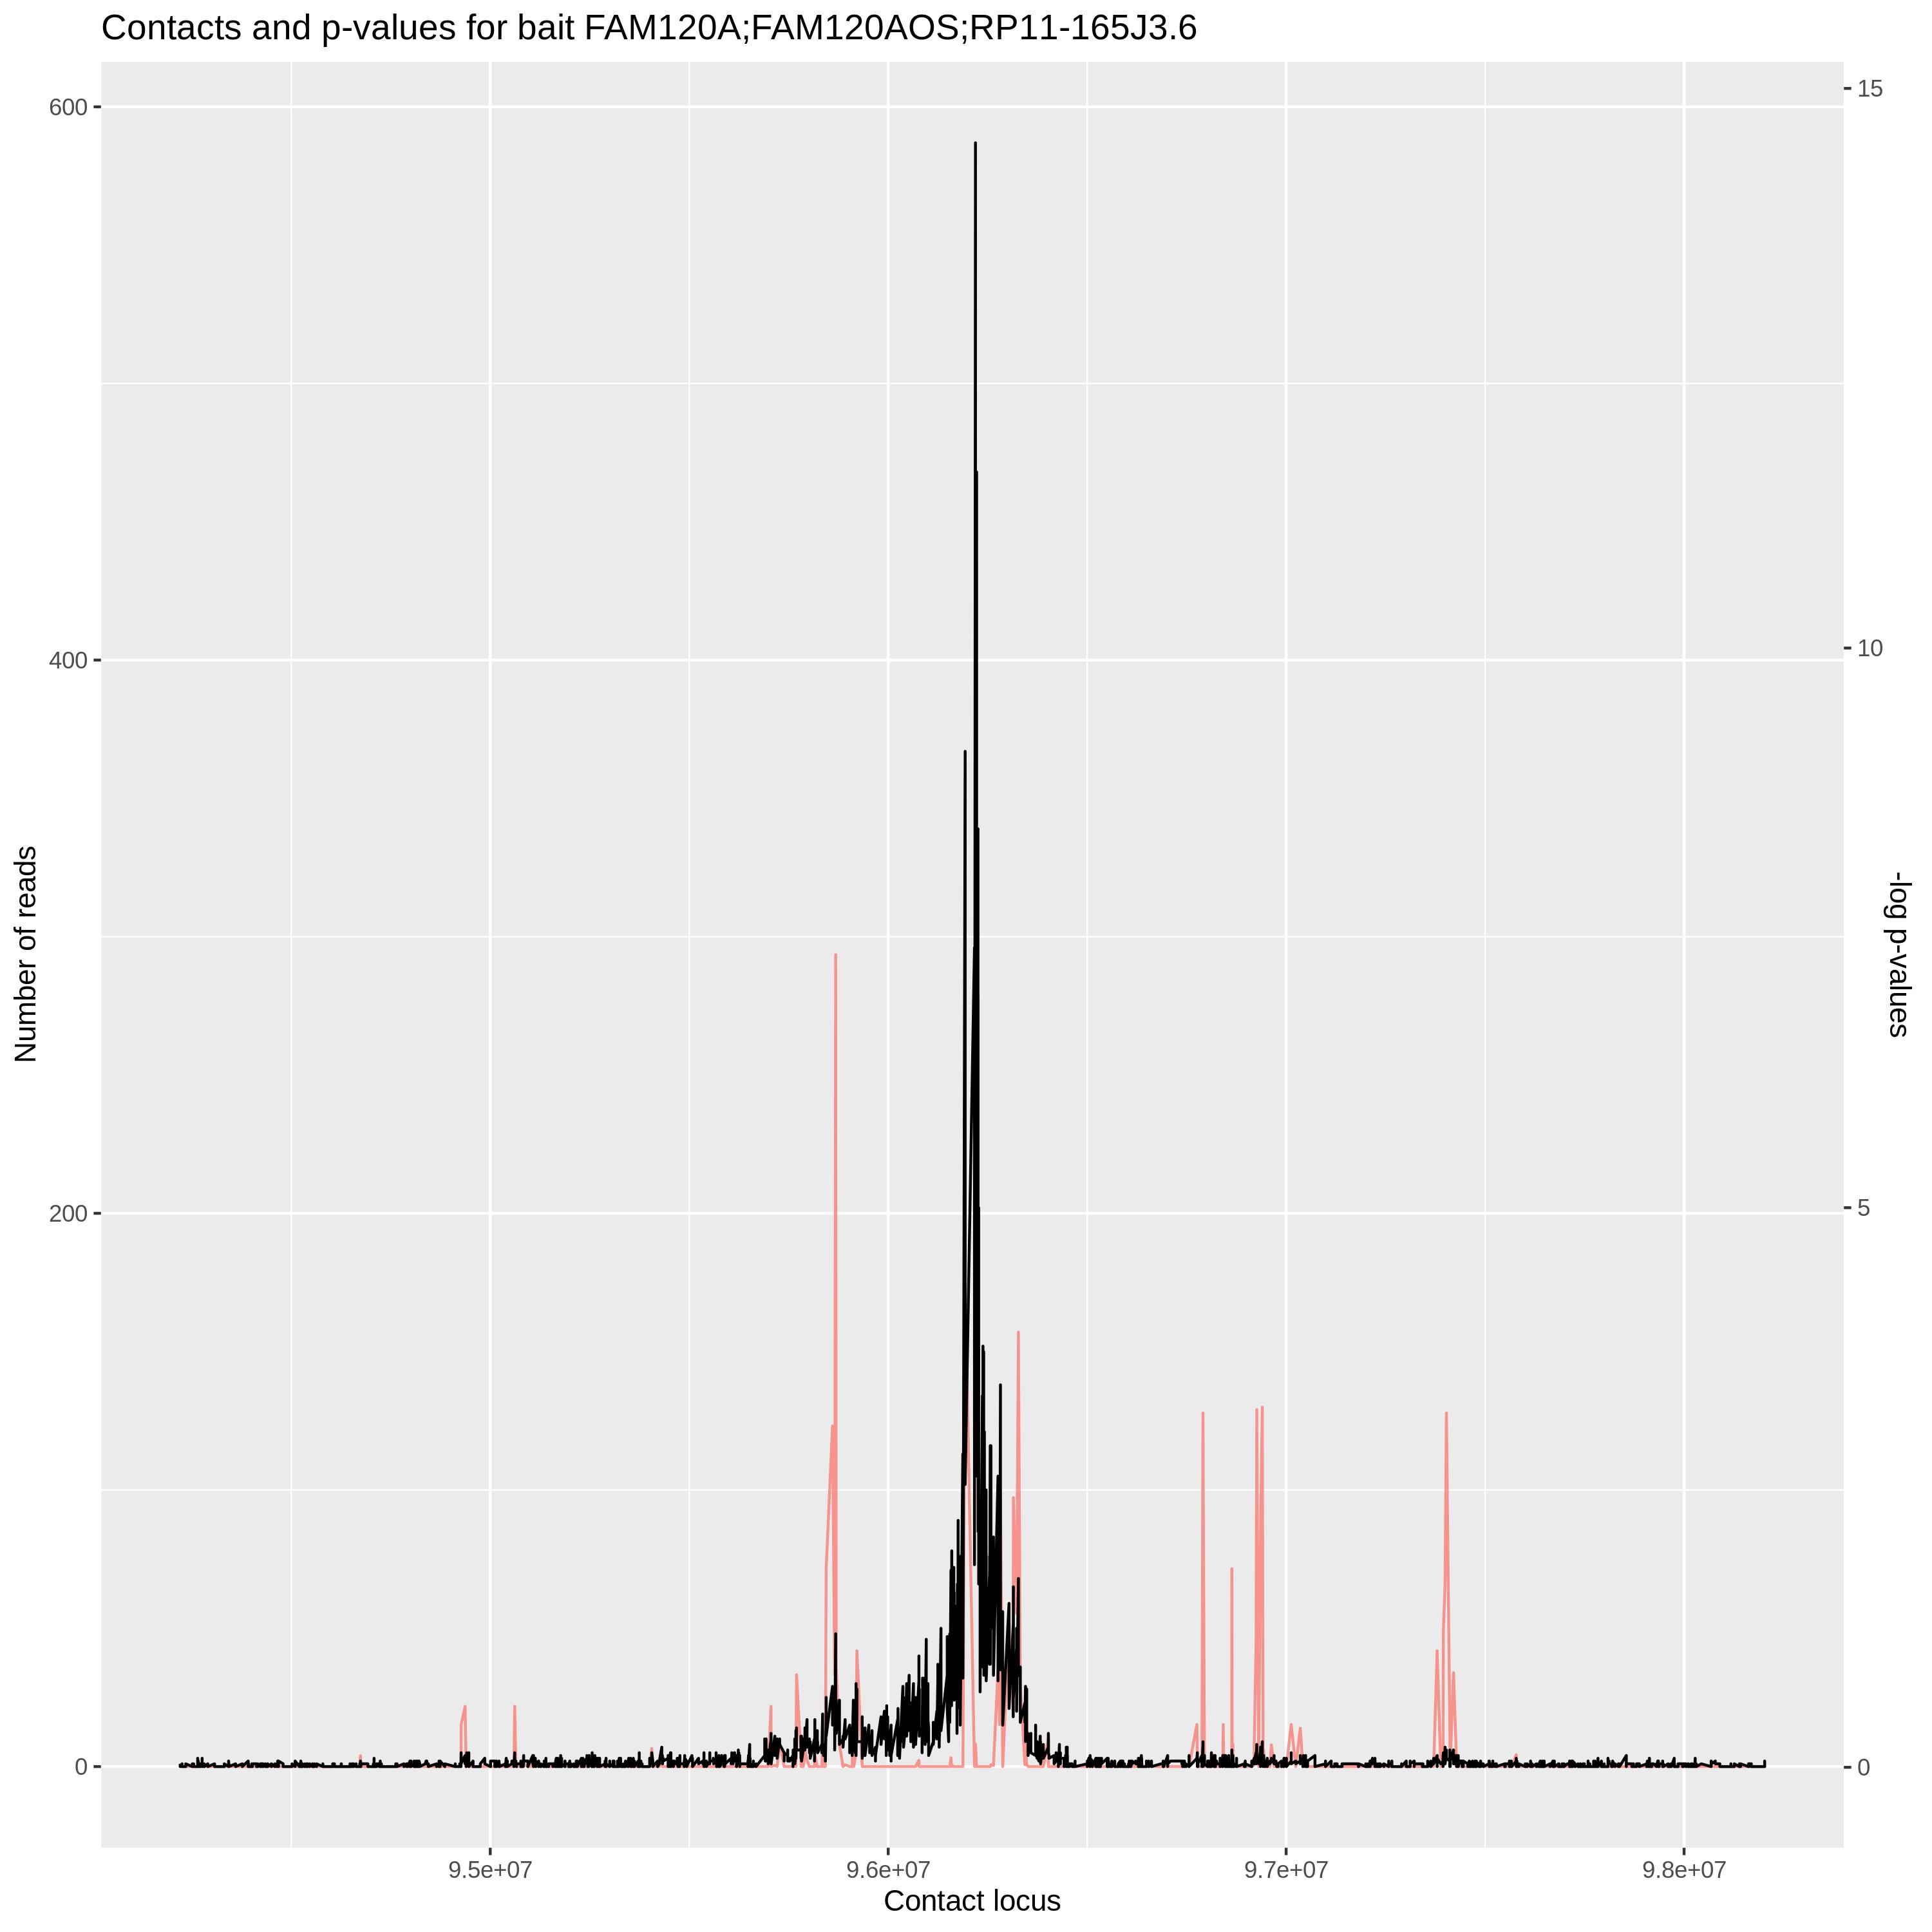 Contacts and p-values for bait FAM120A;FAM120AOS;RP11-165J3.6
600
400
200
0
Number of reads
15
10
5
0
-log p-values
9.5e+07 9.6e+07 9.7e+07 9.8e+07
Contact locus